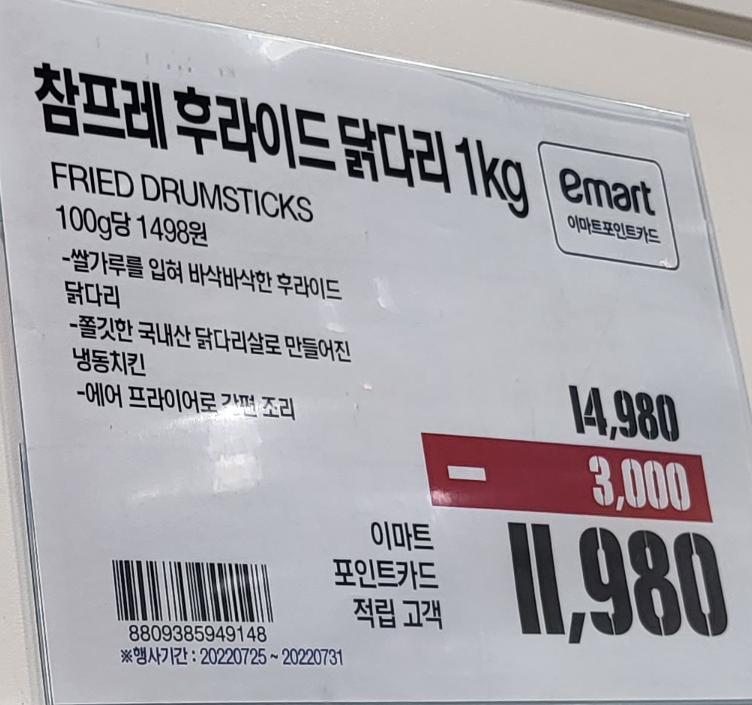 참프레 후라이드 닭다리 1kg
emart
이마트포인트카드
FRIED DRUMSTICKS
100g당 1498원
-쌀가루를 입혀 바삭바삭한 후라이드
닭다리
-쫄깃한 국내산 닭다리살로 만들어진
냉동치킨
-에어 프라이어로 간편 조리
14,980
- 3,000
이마트
포인트카드
적립 고객
11,980
8809385949148
※행사기간 : 20220725 ~ 20220731